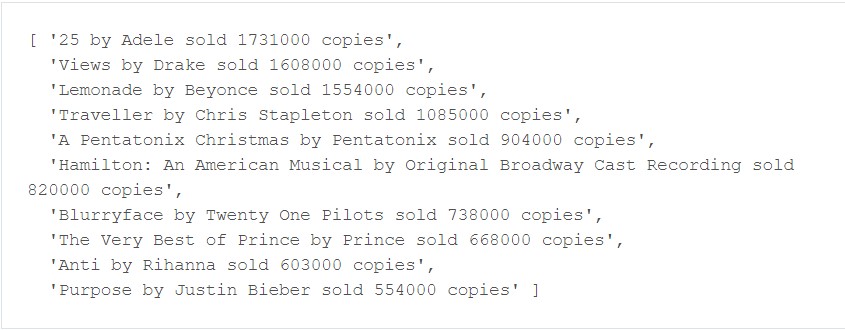 [ '25 by Adele sold 1731000 copies',
'Views by Drake sold 1608000 copies',
'Lemonade by Beyonce sold 1554000 copies',
'Traveller by Chris Stapleton sold 1085000 copies',
'A Pentatonix Christmas by Pentatonix sold 904000 copies',
'Hamilton: An American Musical by Original Broadway Cast Recording sold
820000 copies',
'Blurryface by Twenty One Pilots sold 738000 copies',
'The Very Best of Prince by Prince sold 668000 copies',
'Anti by Rihanna sold 603000 copies',
'Purpose by Justin Bieber sold 554000 copies' ]